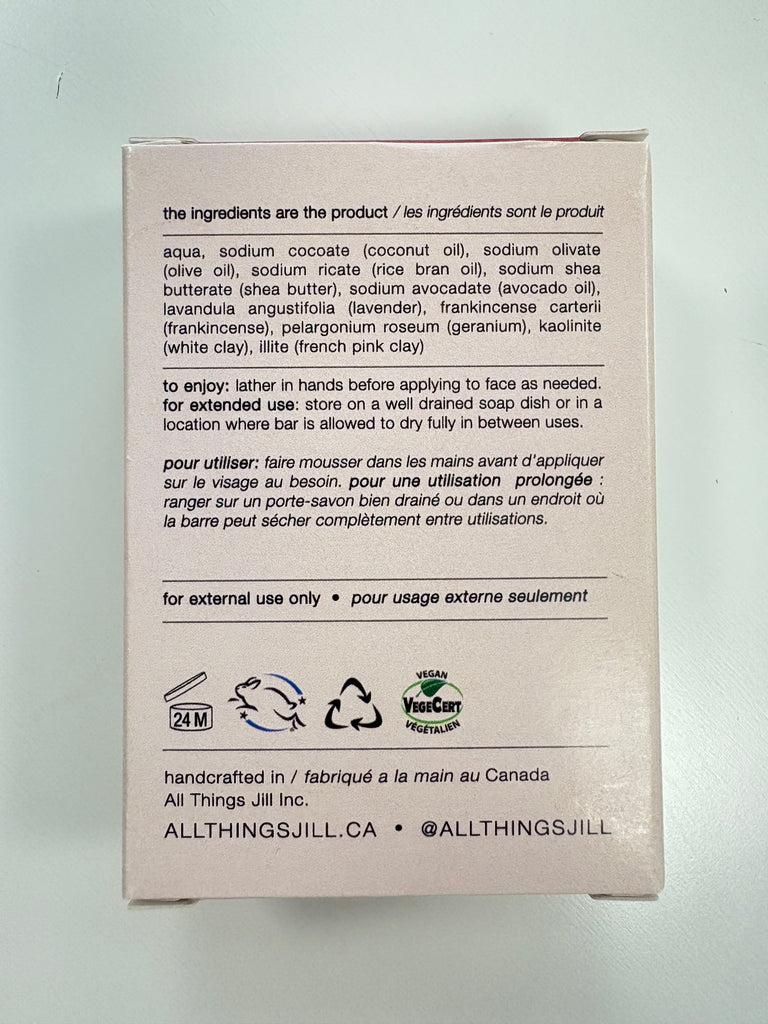 the ingredients are the product / les ingrédients sont le produit
aqua, sodium cocoate (coconut oil), sodium olivate
(olive oil), sodium ricate (rice bran oil), sodium shea
butterate (shea butter), sodium avocadate (avocado oil),
lavandula angustifolia (lavender), frankincense carterii
(frankincense), pelargonium roseum (geranium), kaolinite
(white clay), illite (french pink clay)
to enjoy: lather in hands before applying to face as needed.
for extended use: store on a well drained soap dish or in a
location where bar is allowed to dry fully in between uses.
pour utiliser: faire mousser dans les mains avant d'appliquer
sur le visage au besoin. pour une utilisation prolongée :
ranger sur un porte-savon bien drainé ou dans un endroit où
la barre peut sécher complètement entre utilisations.
for external use only • pour usage externe seulement
24 M
VEGAN
VEGECERT
VÉGÉTALIEN
handcrafted in / fabriqué a la main au Canada
All Things Jill Inc.
ALLTHINGSJILL.CA • @ALLTHINGSJILL